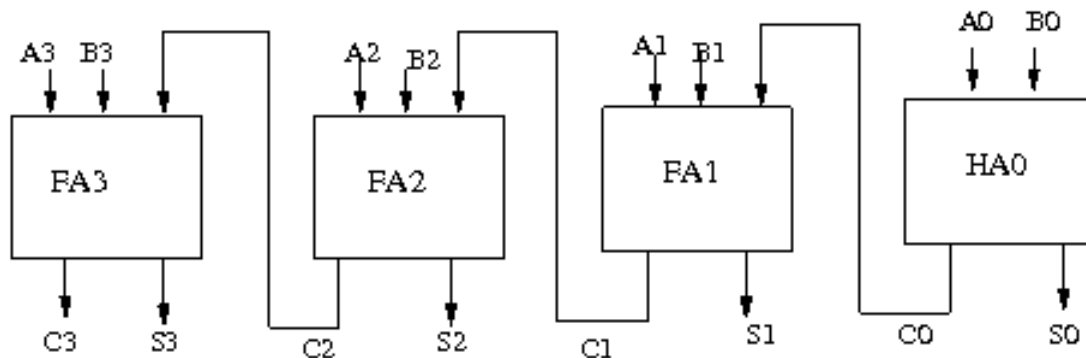 A3 B3 A2 B2 A1 B1 A0 B0
FA3 FA2 FA1 HA0
C3 S3 C2 S2 C1 S1 C0 S0